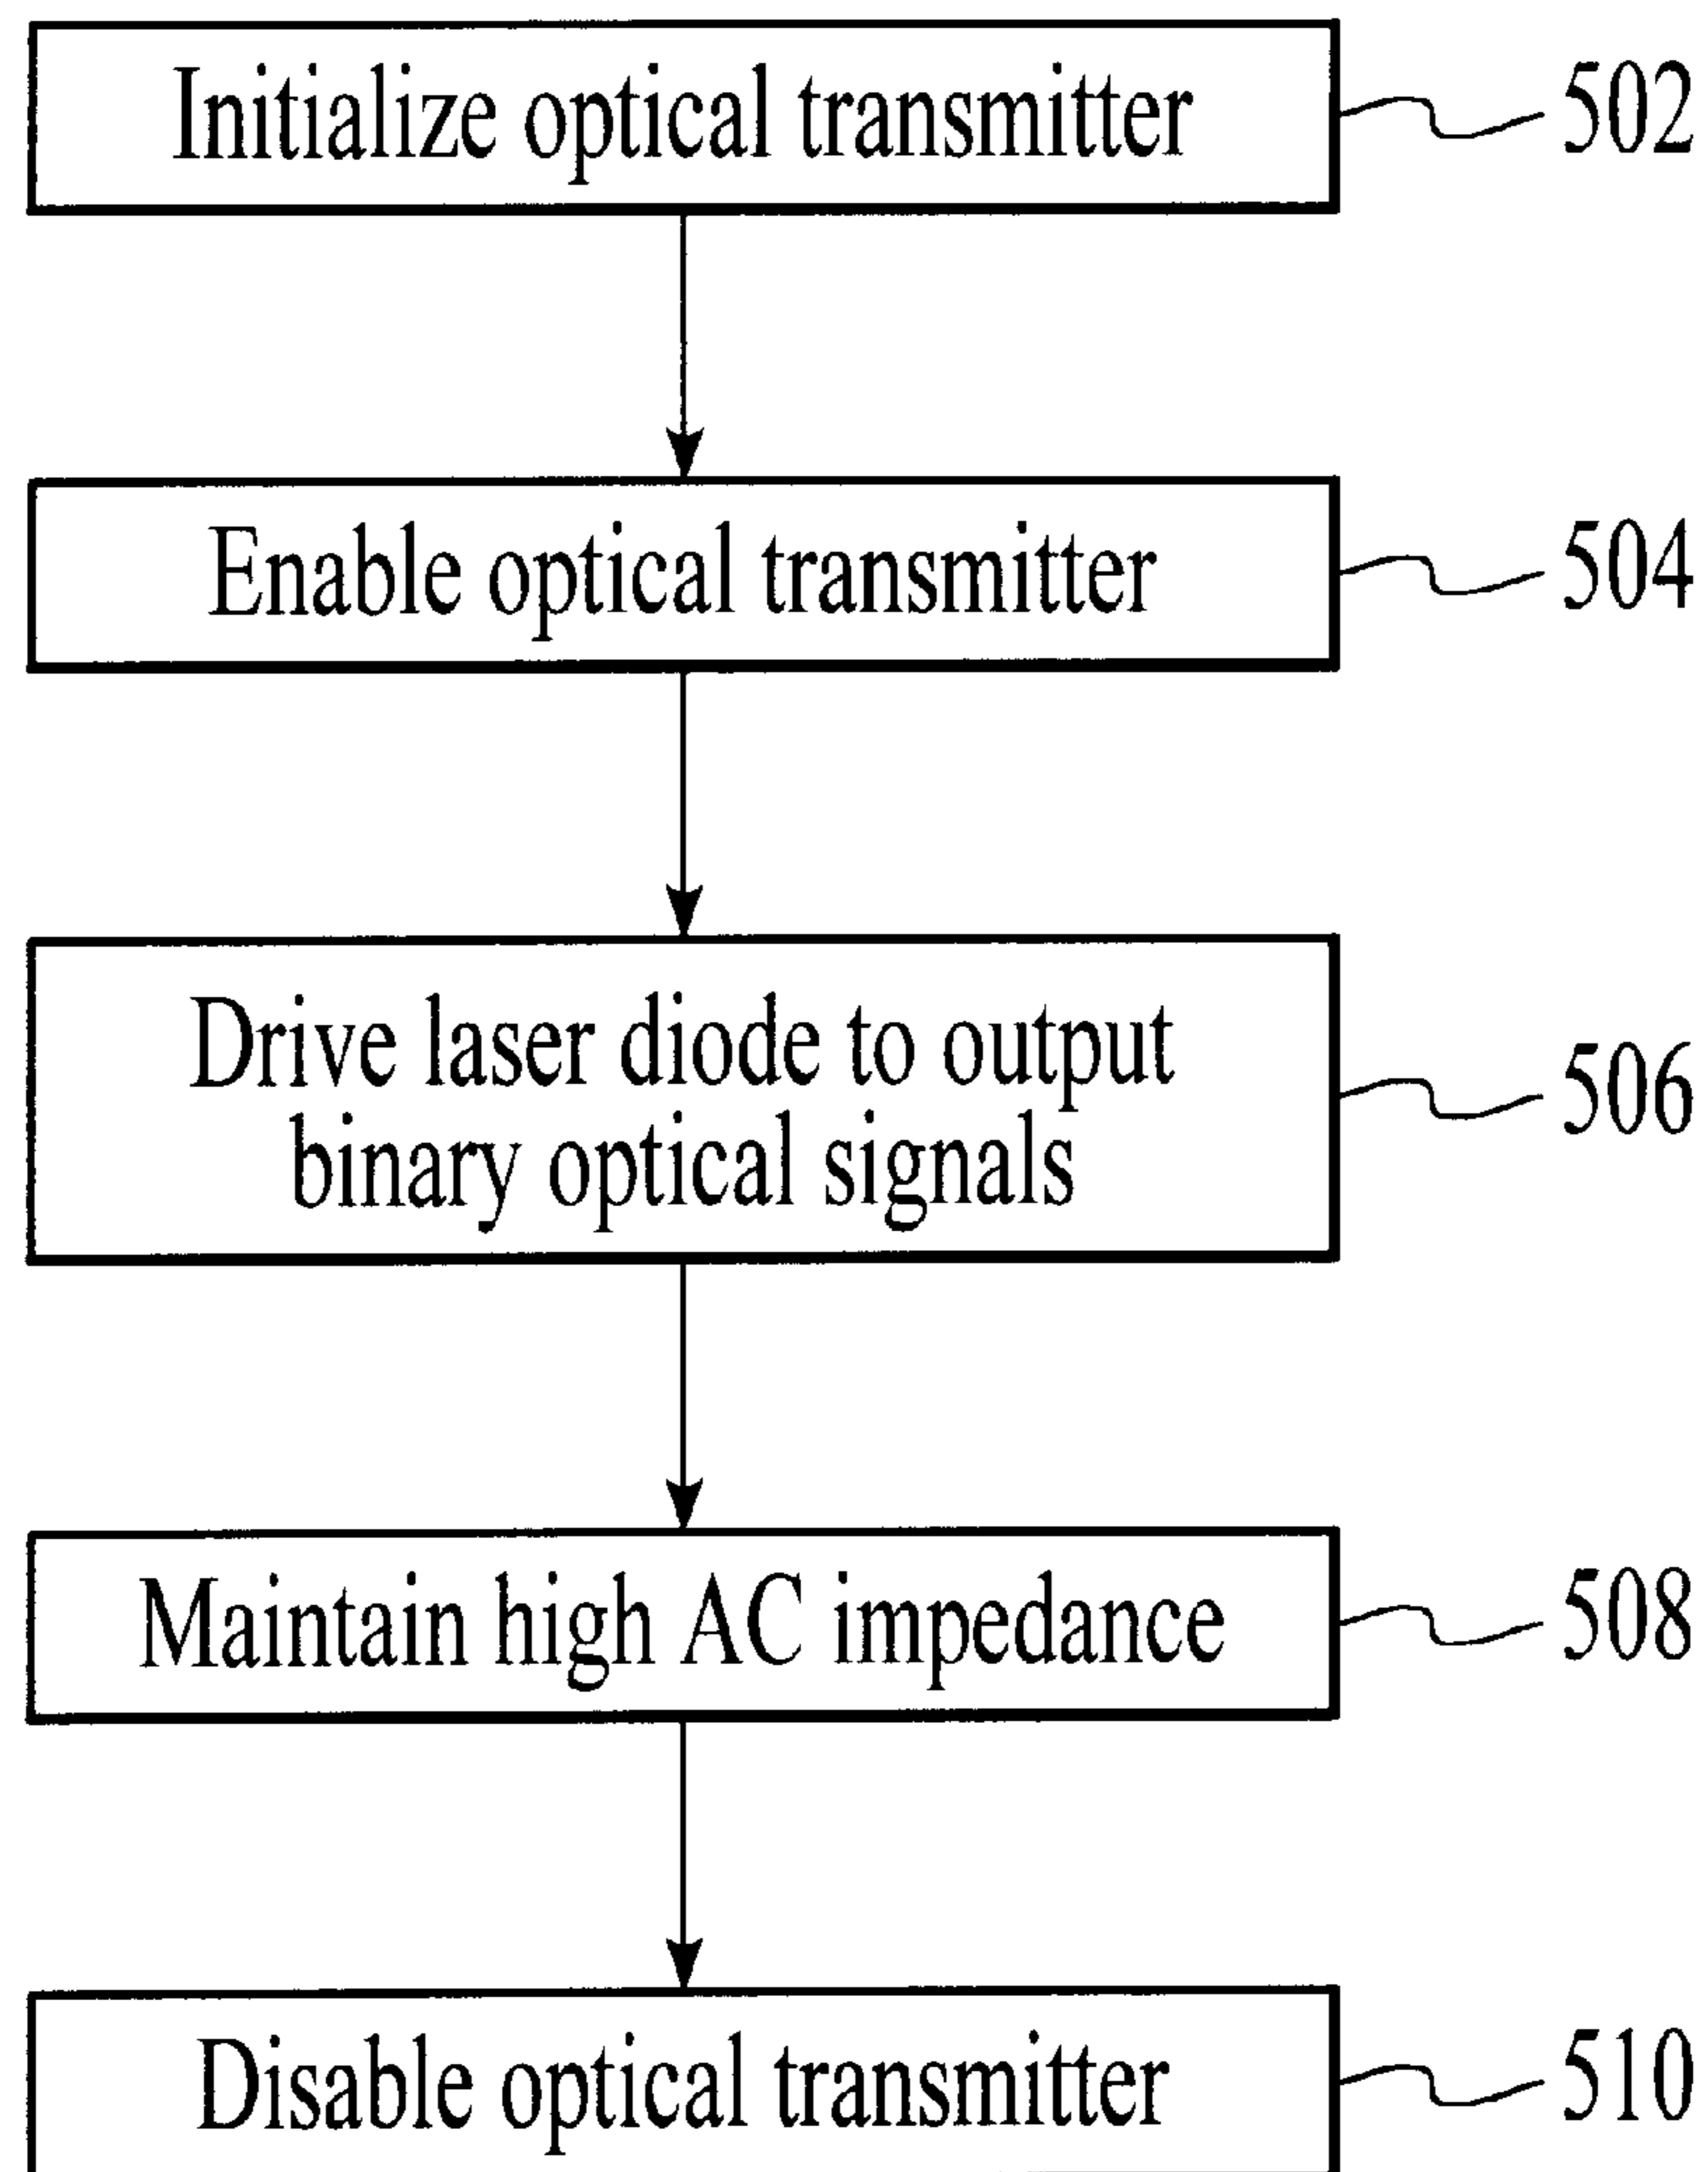 Initialize optical transmitter 502
Enable optical transmitter 504
Drive laser diode to output
binary optical signals 506
Maintain high AC impedance 508
Disable optical transmitter 510